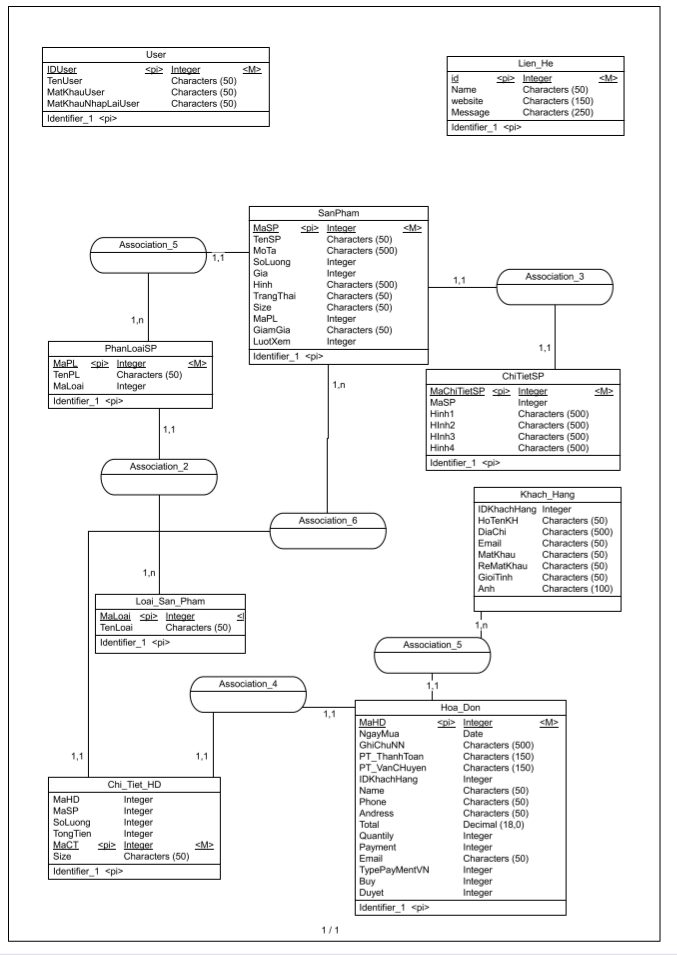 User
IDUser <pi> Integer <M>
TenUser Characters (50)
MatKhauUser Characters (50)
MatKhauNhapLaiUser Characters (50)
Identifier_1 <pi>
Lien_He
id <pi> Integer <M>
Name Characters (50)
website Characters (150)
Message Characters (250)
Identifier_1 <pi>
SanPham
MaSP <pi> Integer <M>
TenSP Characters (50)
MoTa Characters (500)
SoLuong Integer
Gia Integer
Hinh Characters (500)
TrangThai Characters (50)
Size Characters (50)
MaPL Integer
GiamGia Characters (50)
LuotXem Integer
Identifier_1 <pi>
Association_5
1,1
1,n
Association_3
1,1
1,1
PhanLoaiSP
MaPL <pi> Integer <M>
TenPL Characters (50)
MaLoai Integer
Identifier_1 <pi>
ChiTietSP
MaChiTietSP <pi> Integer <M>
MaSP Integer
Hinh1 Characters (500)
HInh2 Characters (500)
HInh3 Characters (500)
Hinh4 Characters (500)
Identifier_1 <pi>
1,n
1,1
Association_2
Association_6
1,n
Khach_Hang
IDKhachHang Integer
HoTenKH Characters (50)
DiaChi Characters (500)
Email Characters (50)
MatKhau Characters (50)
ReMatKhau Characters (50)
GioiTinh Characters (50)
Anh Characters (100)
Loai_San_Pham
MaLoai <pi> Integer <I
TenLoai Characters (50)
Identifier_1 <pi>
1,n
Association_5
1,1
Association_4
1,1
1,1
1,1
Hoa_Don
MaHD <pi> Integer <M>
NgayMua Date
GhiChuNN Characters (500)
PT_ThanhToan Characters (150)
PT_VanCHuyen Characters (150)
IDKhachHang Integer
Name Characters (50)
Phone Characters (50)
Andress Characters (50)
Total Decimal (18,0)
Quantily Integer
Payment Integer
Email Characters (50)
TypePayMentVN Integer
Buy Integer
Duyet Integer
Identifier_1 <pi>
Chi_Tiet_HD
MaHD Integer
MaSP Integer
SoLuong Integer
TongTien Integer
MaCT <pi> Integer <M>
Size Characters (50)
Identifier_1 <pi>
1 / 1